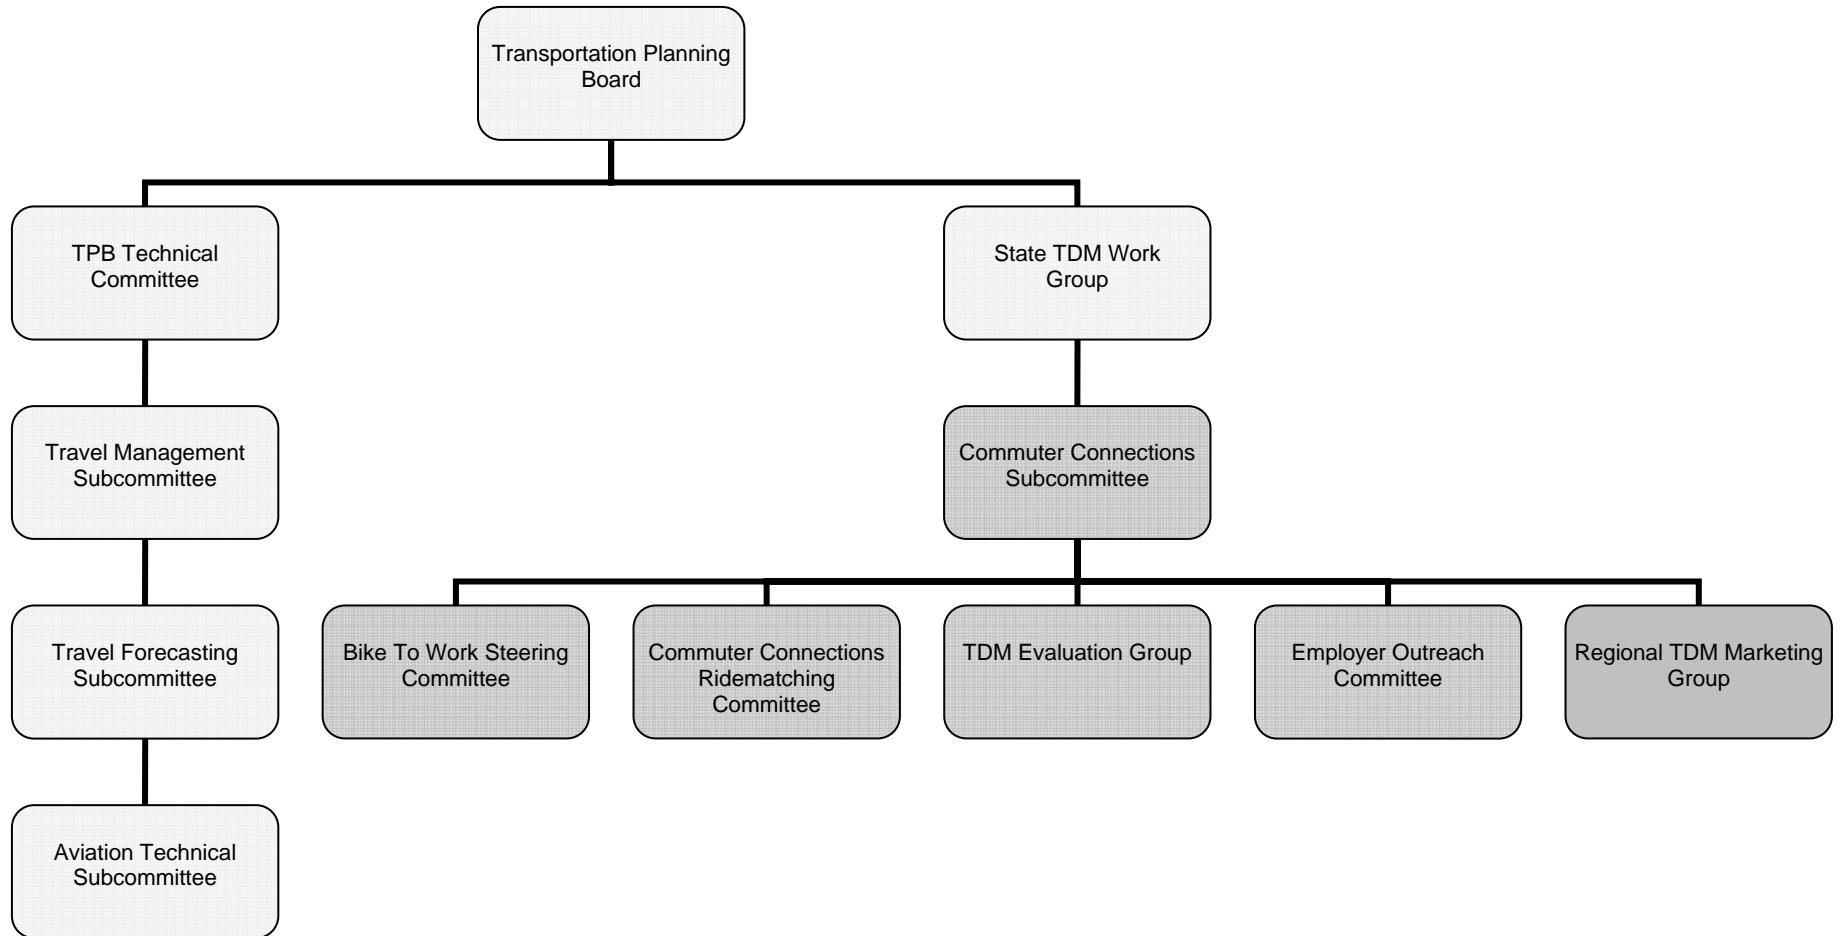 Transportation Planning
Board
TPB Technical
Committee
State TDM Work
Group
Travel Management
Subcommittee
Commuter Connections
Subcommittee
Travel Forecasting
Subcommittee
Bike To Work Steering
Committee
Commuter Connections
Ridematching
Committee
TDM Evaluation Group
Employer Outreach
Committee
Regional TDM Marketing
Group
Aviation Technical
Subcommittee